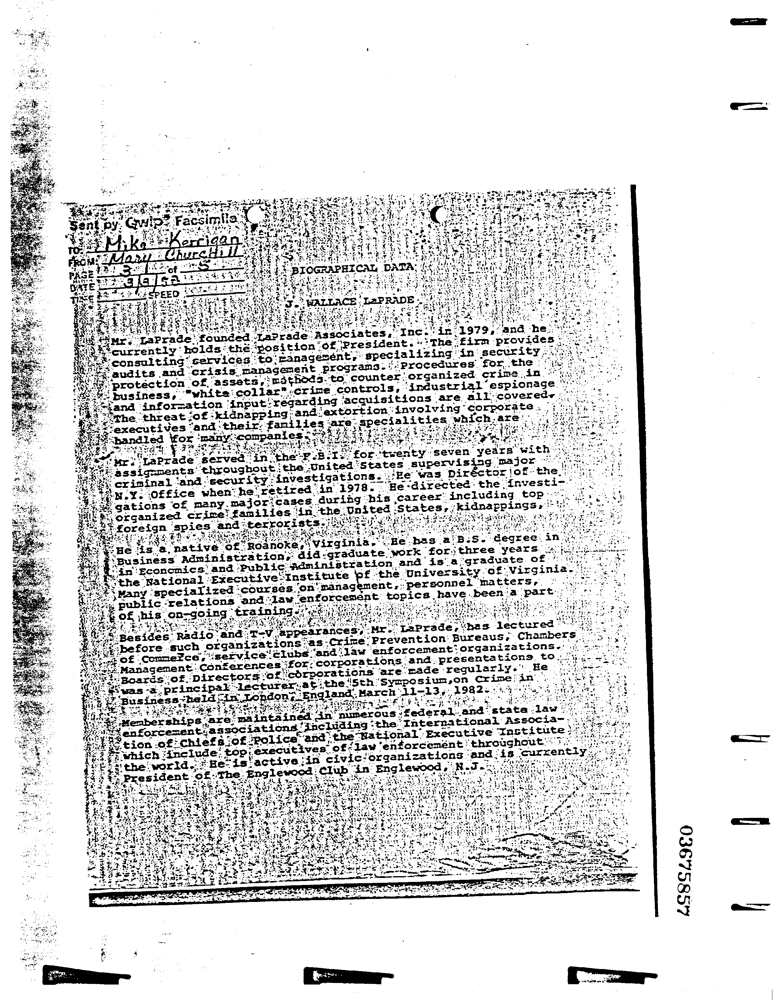 Sent by Qwip® Facsimile
TO: Mike Kerrigan
FROM: Mary Churchill
PAGE 3 of 5
DATE
TIME SPEED
BIOGRAPHICAL DATA
J. WALLACE LaPRADE
Mr. LaPrade founded LaPrade Associates, Inc. in 1979, and he
currently holds the position of President. The firm provides
consulting services to management, specializing in security
audits and crisis management programs. Procedures for the
protection of assets, methods to counter organized crime in
business, "white collar" crime controls, industrial espionage
and information input regarding acquisitions are all covered.
The threat of kidnapping and extortion involving corporate
executives and their families are specialities which are
handled for many companies.
Mr. LaPrade served in the F.B.I. for twenty seven years with
assignments throughout the United States supervising major
criminal and security investigations. He was Director of the
N.Y. Office when he retired in 1978. He directed the investi-
gations of many major cases during his career including top
organized crime families in the United States, kidnappings,
foreign spies and terrorists.
He is a native of Roanoke, Virginia. He has a B.S. degree in
Business Administration, did graduate work for three years
in Economics and Public Administration and is a graduate of
the National Executive Institute of the University of Virginia.
Many specialized courses on management, personnel matters,
public relations and law enforcement topics have been a part
of his on-going training.
Besides Radio and T-V appearances, Mr. LaPrade, has lectured
before such organizations as Crime Prevention Bureaus, Chambers
of Commerce, service clubs and law enforcement organizations.
Management Conferences for corporations and presentations to
Boards of Directors of corporations are made regularly. He
was a principal lecturer at the 5th Symposium on Crime in
Business held in London, England March 11-13, 1982.
Memberships are maintained in numerous federal and state law
enforcement associations including the International Associa-
tion of Chiefs of Police and the National Executive Institute
which include top executives of law enforcement throughout
the world. He is active in civic organizations and is currently
President of The Englewood Club in Englewood, N.J.
03675857